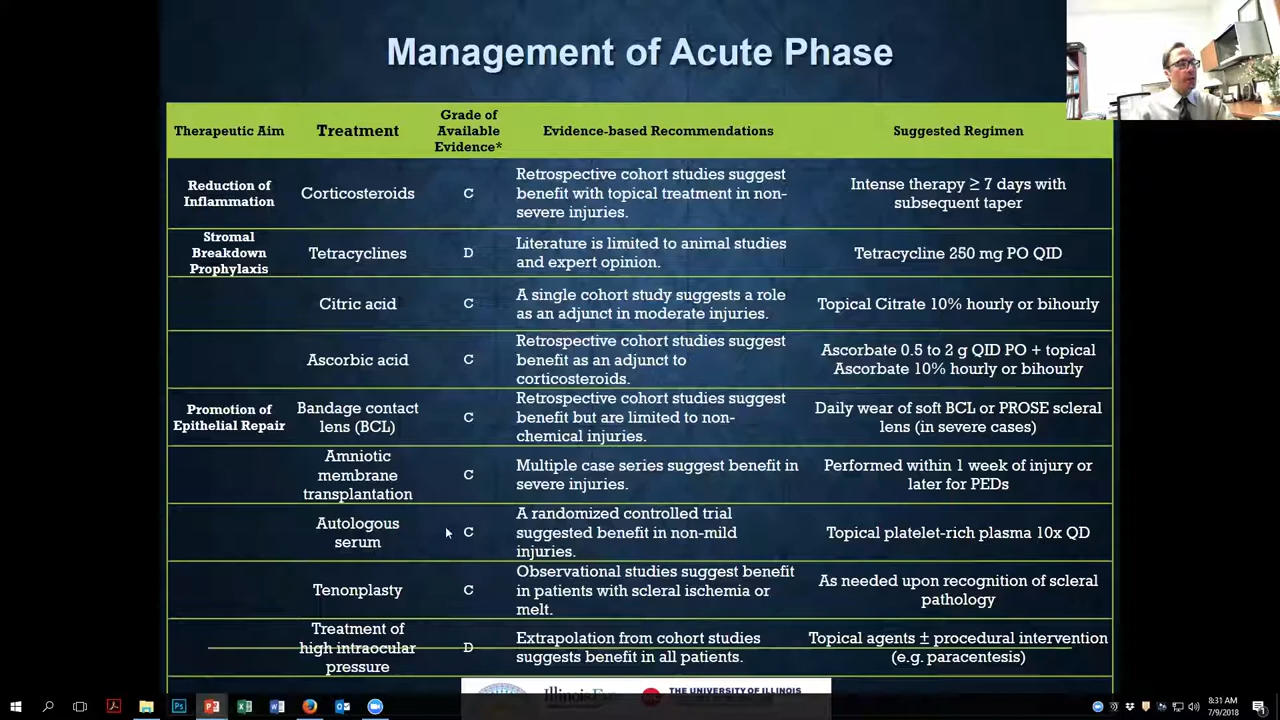 Management of Acute Phase
Therapeutic Aim
Treatment
Grade of
Available
Evidence*
Evidence-based Recommendations
Suggested Regimen
Reduction of
Inflammation
Corticosteroids
C
Retrospective cohort studies suggest
benefit with topical treatment in non-
severe injuries.
Intense therapy ≥ 7 days with
subsequent taper
Stromal
Breakdown
Prophylaxis
Tetracyclines
D
Literature is limited to animal studies
and expert opinion.
Tetracycline 250 mg PO QID
Citric acid
C
A single cohort study suggests a role
as an adjunct in moderate injuries.
Topical Citrate 10% hourly or bihourly
Ascorbic acid
C
Retrospective cohort studies suggest
benefit as an adjunct to
corticosteroids.
Ascorbate 0.5 to 2 g QID PO + topical
Ascorbate 10% hourly or bihourly
Promotion of
Epithelial Repair
Bandage contact
lens (BCL)
C
Retrospective cohort studies suggest
benefit but are limited to non-
chemical injuries.
Daily wear of soft BCL or PROSE scleral
lens (in severe cases)
Amniotic
membrane
transplantation
C
Multiple case series suggest benefit in
severe injuries.
Performed within 1 week of injury or
later for PEDs
Autologous
serum
C
A randomized controlled trial
suggested benefit in non-mild
injuries.
Topical platelet-rich plasma 10x QD
Tenonplasty
C
Observational studies suggest benefit
in patients with scleral ischemia or
melt.
As needed upon recognition of scleral
pathology
Treatment of
high intraocular
pressure
D
Extrapolation from cohort studies
suggests benefit in all patients.
Topical agents ± procedural intervention
(e.g. paracentesis)
THE UNIVERSITY OF ILLINOIS
8:31 AM
7/9/2018